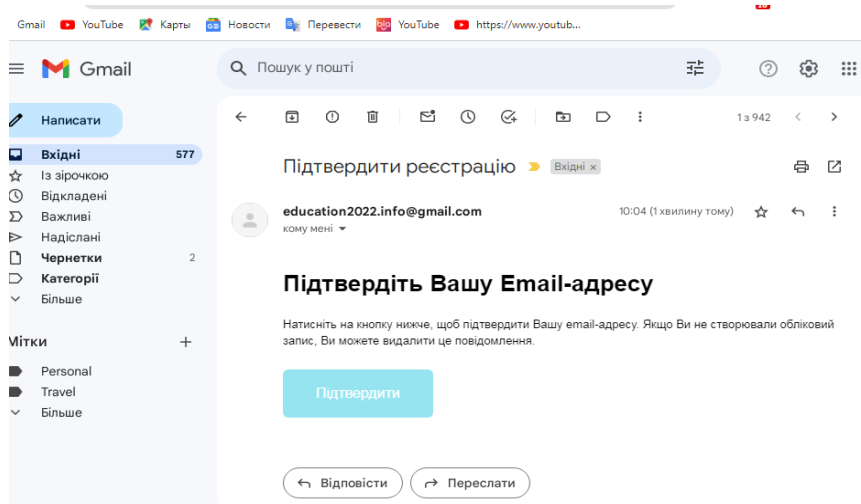 Gmail YouTube Карты Новости Перевести YouTube https://www.youtub...
Gmail
Пошук у пошті
Написати
1 з 942
Вхідні 577
Із зірочкою
Відкладені
Важливі
Надіслані
Чернетки 2
Категорії
Більше
Мітки
Personal
Travel
Більше
Підтвердити реєстрацію Вхідні ×
education2022.info@gmail.com 10:04 (1 хвилину тому)
кому мені
Підтвердіть Вашу Email-адресу
Натисніть на кнопку нижче, щоб підтвердити Вашу email-адресу. Якщо Ви не створювали обліковий
запис, Ви можете видалити це повідомлення.
Підтвердити
Відповісти Переслати